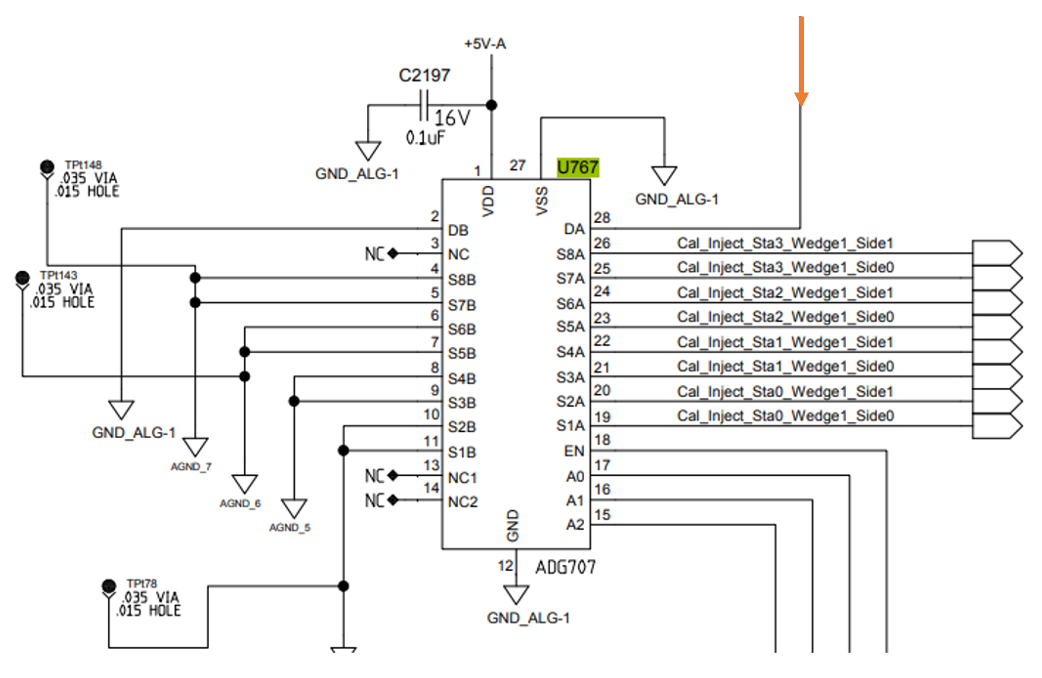 +5V-A
C2197
16V
0.1uF
GND_ALG-1
TPt148
.035 VIA
.015 HOLE
1
27
U767
VDD
VSS
GND_ALG-1
2
DB
DA
28
3
NC
NC
S8A
26
Cal_Inject_Sta3_Wedge1_Side1
TPt143
.035 VIA
.015 HOLE
4
S8B
S7A
25
Cal_Inject_Sta3_Wedge1_Side0
5
S7B
S6A
24
Cal_Inject_Sta2_Wedge1_Side1
6
S6B
S5A
23
Cal_Inject_Sta2_Wedge1_Side0
7
S5B
S4A
22
Cal_Inject_Sta1_Wedge1_Side1
8
S4B
S3A
21
Cal_Inject_Sta1_Wedge1_Side0
9
S3B
S2A
20
Cal_Inject_Sta0_Wedge1_Side1
10
S2B
S1A
19
Cal_Inject_Sta0_Wedge1_Side0
GND_ALG-1
11
S1B
EN
18
AGND_7
NC
13
NC1
A0
17
NC
14
NC2
A1
16
AGND_6
A2
15
AGND_5
GND
12
ADG707
GND_ALG-1
TPt78
.035 VIA
.015 HOLE